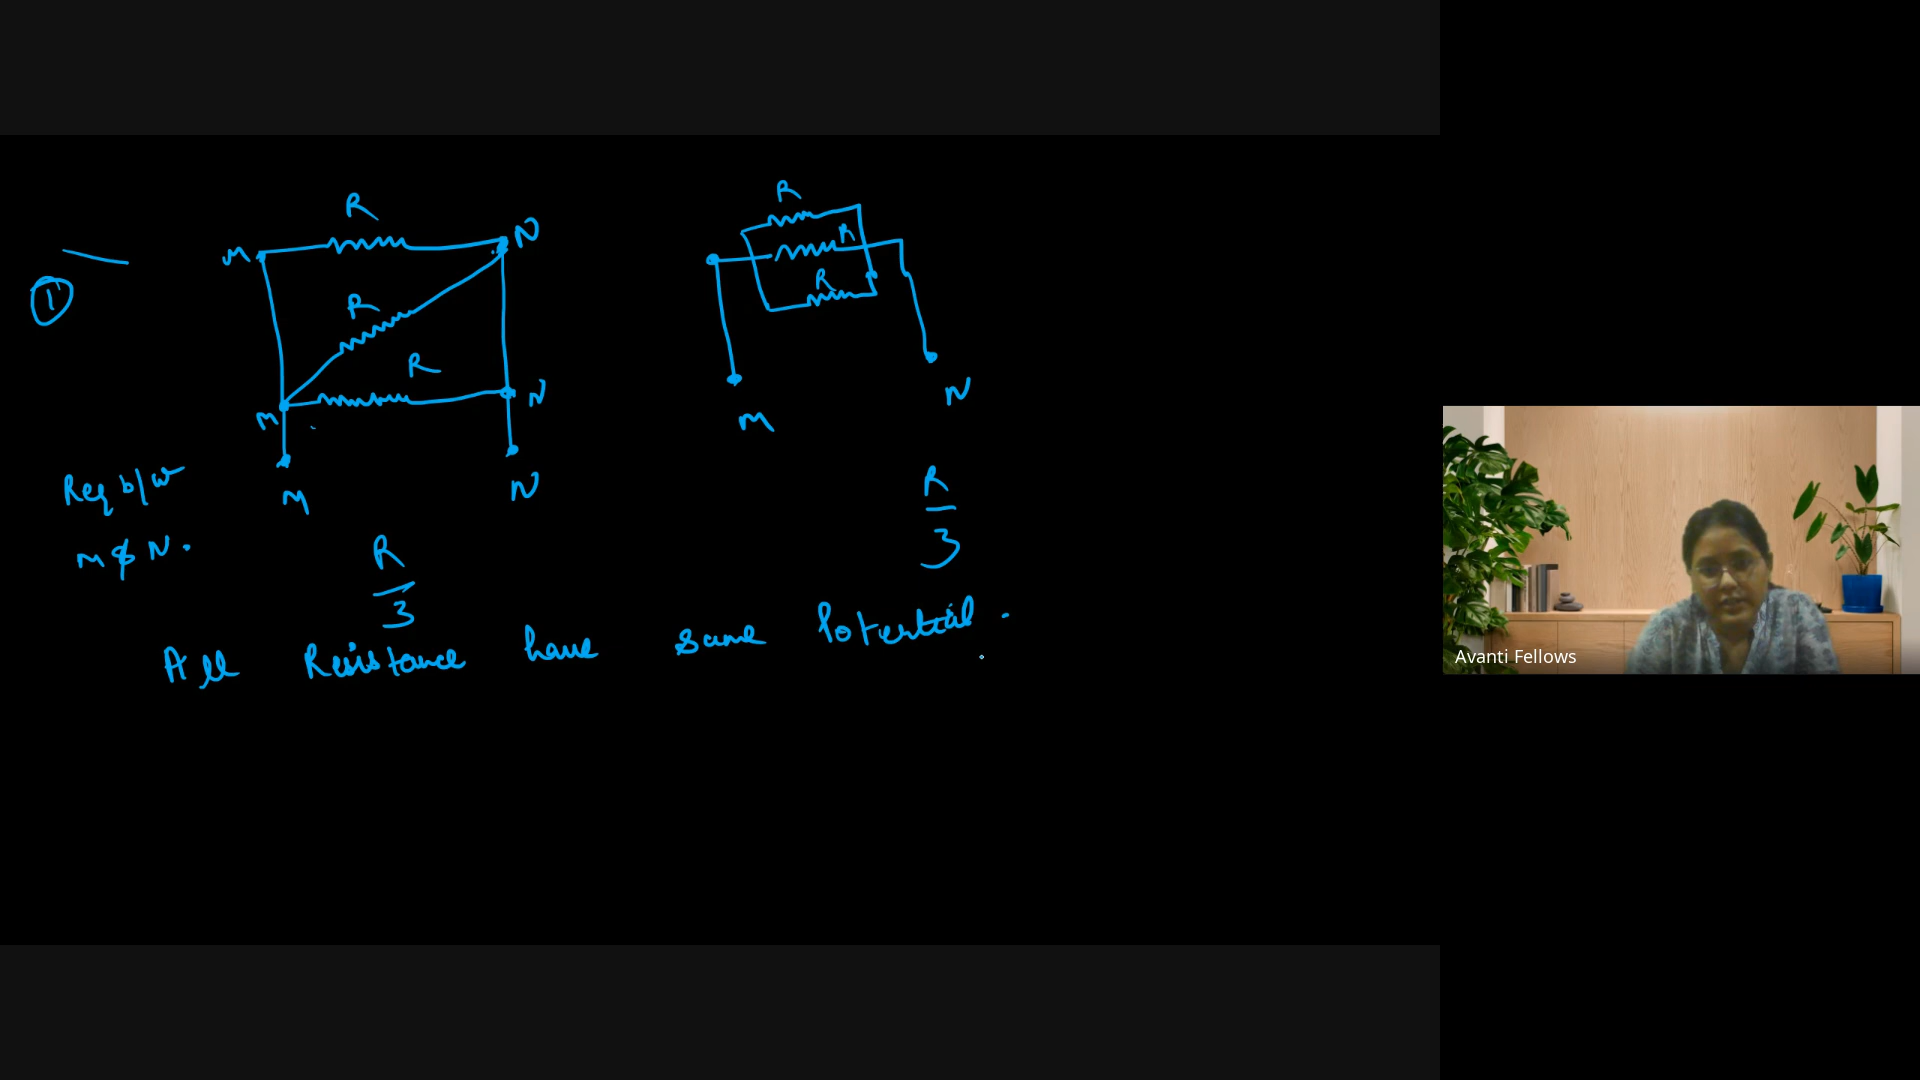 R
M
N
①
R
R
M
N
M
N
Req b/w
M & N.
R
R
R
M
N
R
3
R
3
All Resistance have same Potential.
Avanti Fellows